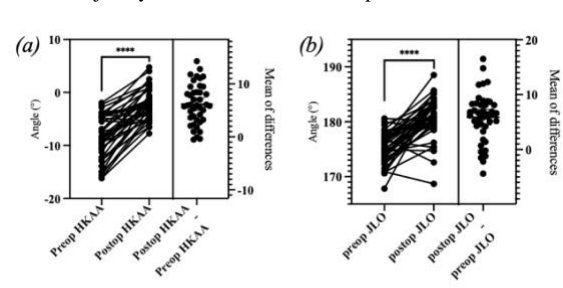 (a)
****
10
0
-10
-20
Angle (°)
10
0
-10
Mean of differences
Preop HKAA
Postop HKAA
Postop HKAA
-
Preop HKAA
(b)
****
190
180
170
Angle (°)
20
10
0
Mean of differences
preop JLO
postop JLO
postop JLO
-
preop JLO